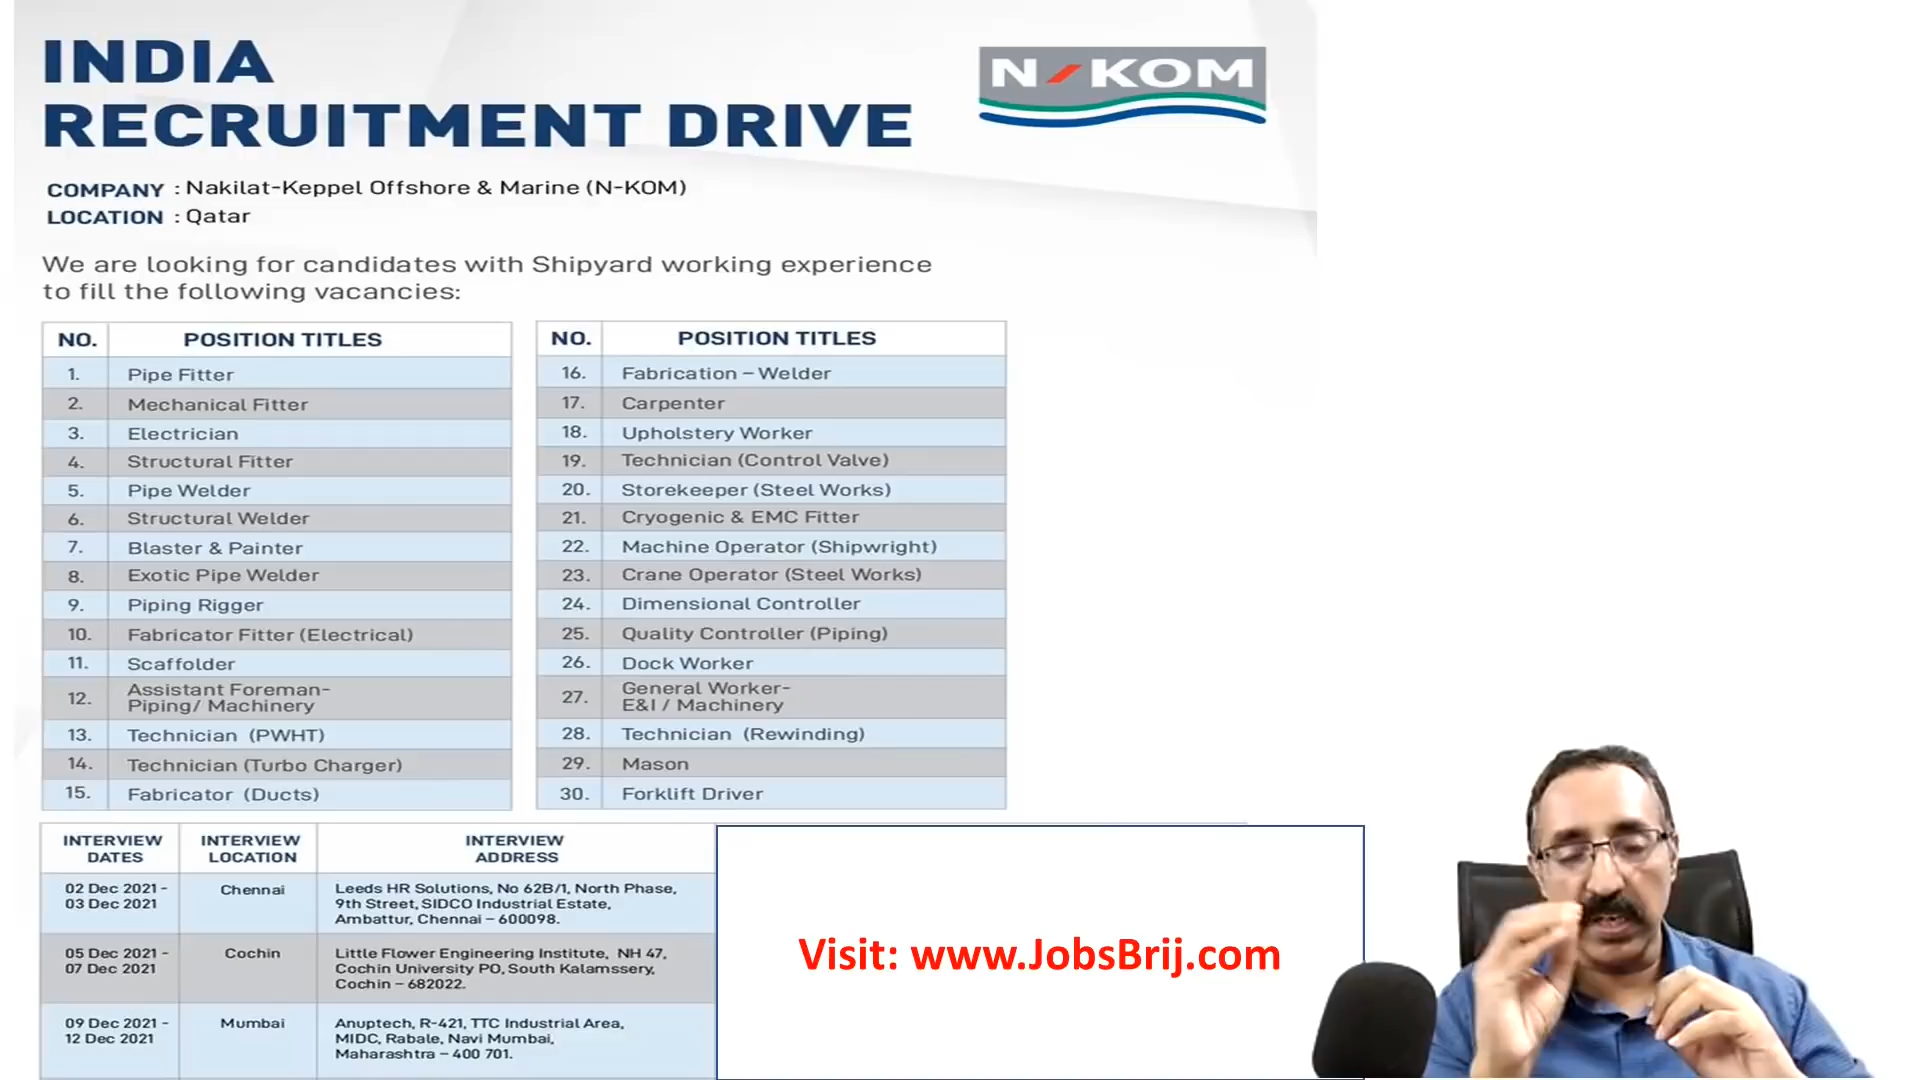 INDIA
RECRUITMENT DRIVE
N-KOM
COMPANY : Nakilat-Keppel Offshore & Marine (N-KOM)
LOCATION : Qatar
We are looking for candidates with Shipyard working experience
to fill the following vacancies:
NO. POSITION TITLES
1. Pipe Fitter
2. Mechanical Fitter
3. Electrician
4. Structural Fitter
5. Pipe Welder
6. Structural Welder
7. Blaster & Painter
8. Exotic Pipe Welder
9. Piping Rigger
10. Fabricator Fitter (Electrical)
11. Scaffolder
12. Assistant Foreman-
Piping/ Machinery
13. Technician (PWHT)
14. Technician (Turbo Charger)
15. Fabricator (Ducts)
NO. POSITION TITLES
16. Fabrication – Welder
17. Carpenter
18. Upholstery Worker
19. Technician (Control Valve)
20. Storekeeper (Steel Works)
21. Cryogenic & EMC Fitter
22. Machine Operator (Shipwright)
23. Crane Operator (Steel Works)
24. Dimensional Controller
25. Quality Controller (Piping)
26. Dock Worker
27. General Worker-
E&I / Machinery
28. Technician (Rewinding)
29. Mason
30. Forklift Driver
INTERVIEW DATES
INTERVIEW LOCATION
INTERVIEW ADDRESS
02 Dec 2021 -
03 Dec 2021
Chennai
Leeds HR Solutions, No 62B/1, North Phase,
9th Street, SIDCO Industrial Estate,
Ambattur, Chennai – 600098.
05 Dec 2021 -
07 Dec 2021
Cochin
Little Flower Engineering Institute, NH 47,
Cochin University PO, South Kalamssery,
Cochin – 682022.
09 Dec 2021 -
12 Dec 2021
Mumbai
Anuptech, R-421, TTC Industrial Area,
MIDC, Rabale, Navi Mumbai,
Maharashtra – 400 701.
Visit: www.JobsBrij.com